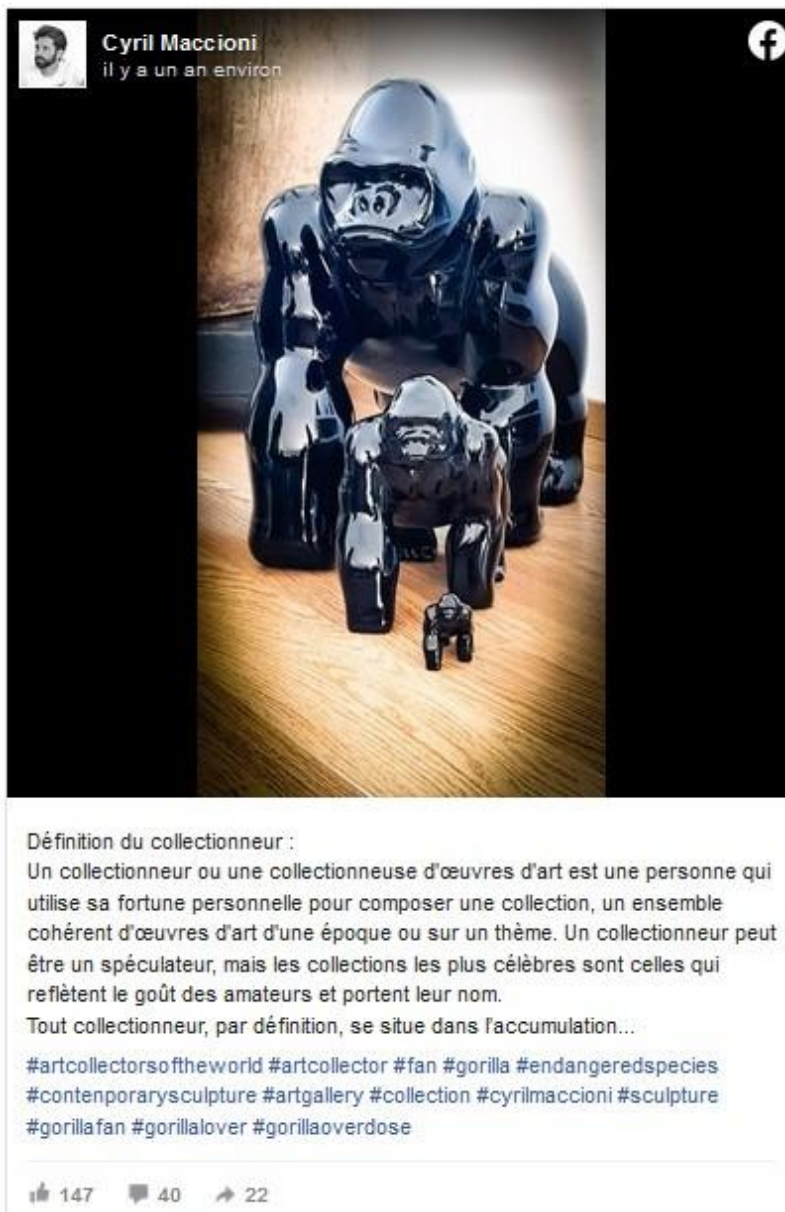 Cyril Maccioni
il y a un an environ
Définition du collectionneur :
Un collectionneur ou une collectionneuse d'œuvres d'art est une personne qui
utilise sa fortune personnelle pour composer une collection, un ensemble
cohérent d'œuvres d'art d'une époque ou sur un thème. Un collectionneur peut
être un spéculateur, mais les collections les plus célèbres sont celles qui
reflètent le goût des amateurs et portent leur nom.
Tout collectionneur, par définition, se situe dans l'accumulation...
#artcollectorsoftheworld #artcollector #fan #gorilla #endangeredspecies
#contenporarysculpture #artgallery #collection #cyrilmaccioni #sculpture
#gorillafan #gorillalover #gorillaoverdose
147 40 22